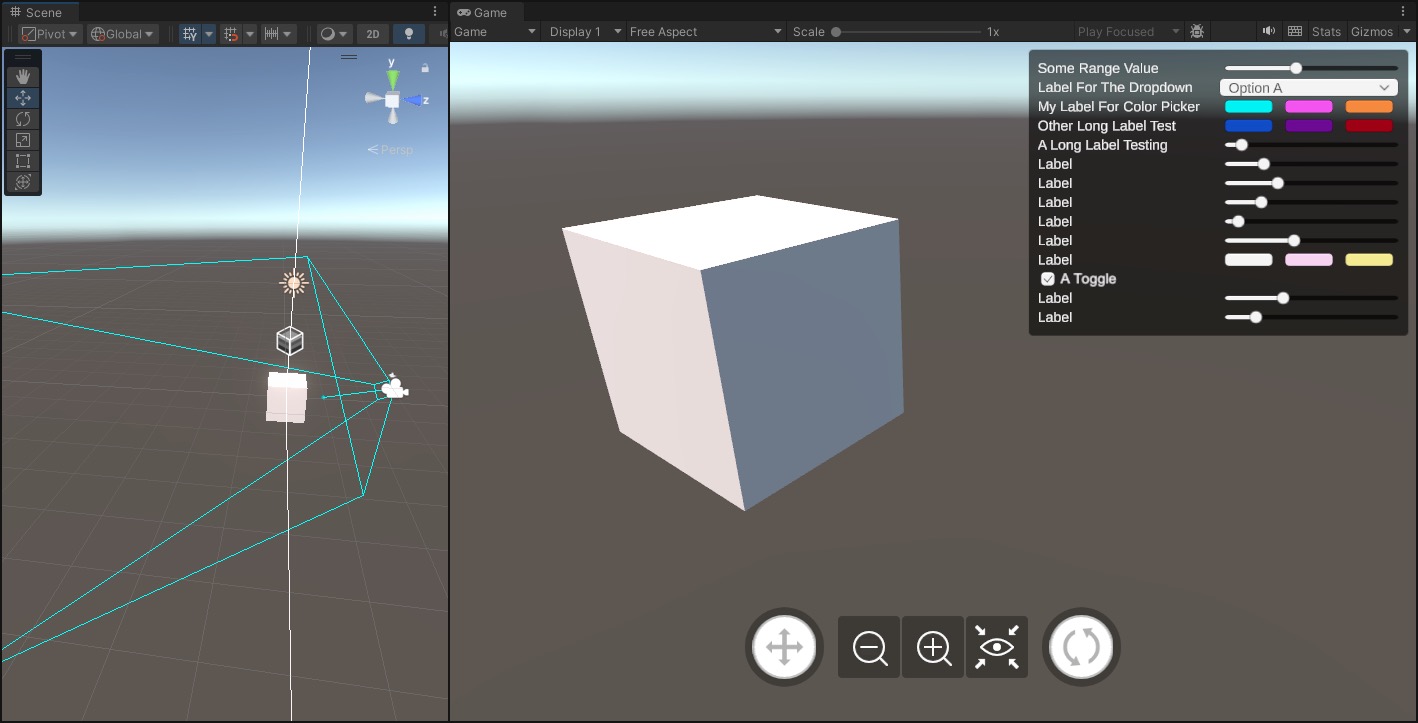 Scene
Pivot Global 2D
y
z
Persp
Game
Game Display 1 Free Aspect Scale 1x Play Focused Stats Gizmos
Some Range Value
Label For The Dropdown Option A
My Label For Color Picker
Other Long Label Test
A Long Label Testing
Label
Label
Label
Label
Label
Label
A Toggle
Label
Label